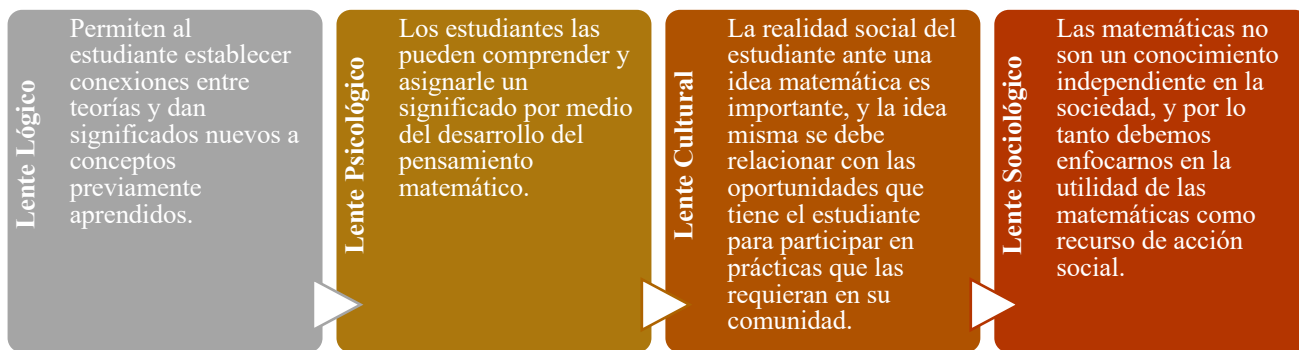 Lente Lógico
Permiten al
estudiante establecer
conexiones entre
teorías y dan
significados nuevos a
conceptos
previamente
aprendidos.
Lente Psicológico
Los estudiantes las
pueden comprender y
asignarle un
significado por medio
del desarrollo del
pensamiento
matemático.
Lente Cultural
La realidad social del
estudiante ante una
idea matemática es
importante, y la idea
misma se debe
relacionar con las
oportunidades que
tiene el estudiante
para participar en
prácticas que las
requieran en su
comunidad.
Lente Sociológico
Las matemáticas no
son un conocimiento
independiente en la
sociedad, y por lo
tanto debemos
enfocarnos en la
utilidad de las
matemáticas como
recurso de acción
social.